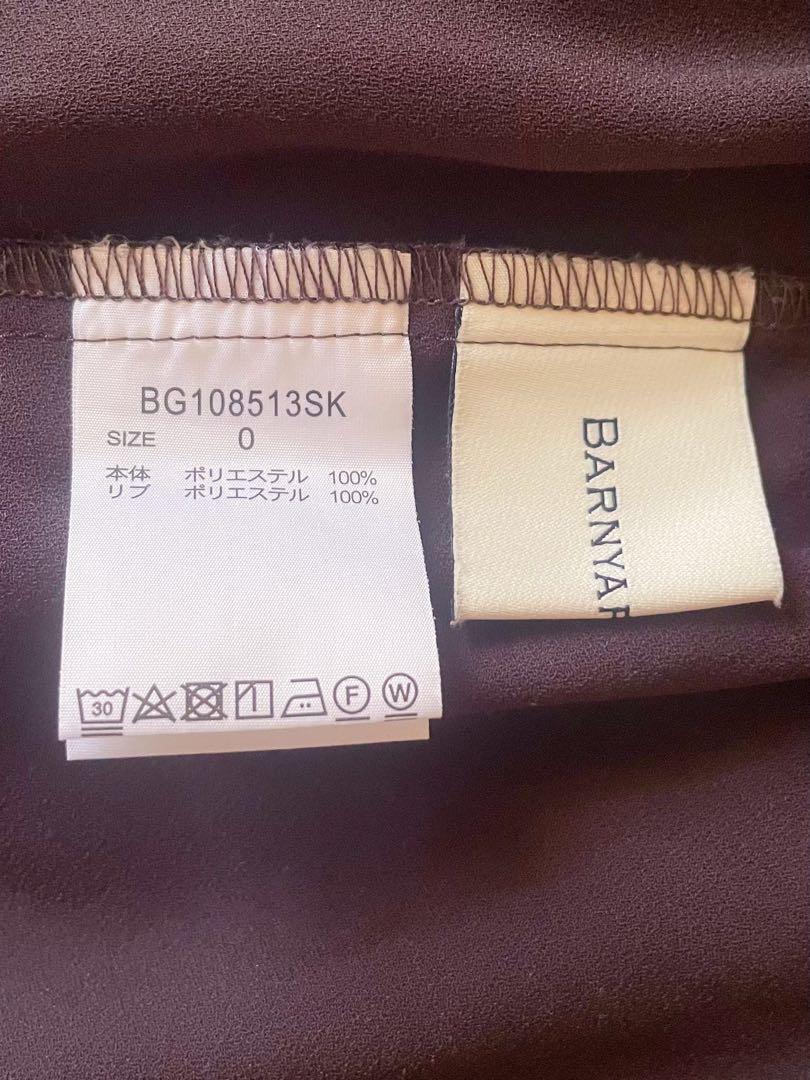 BG108513SK
SIZE 0
本体 ポリエステル 100%
リブ ポリエステル 100%
30 F W
BARNYAR